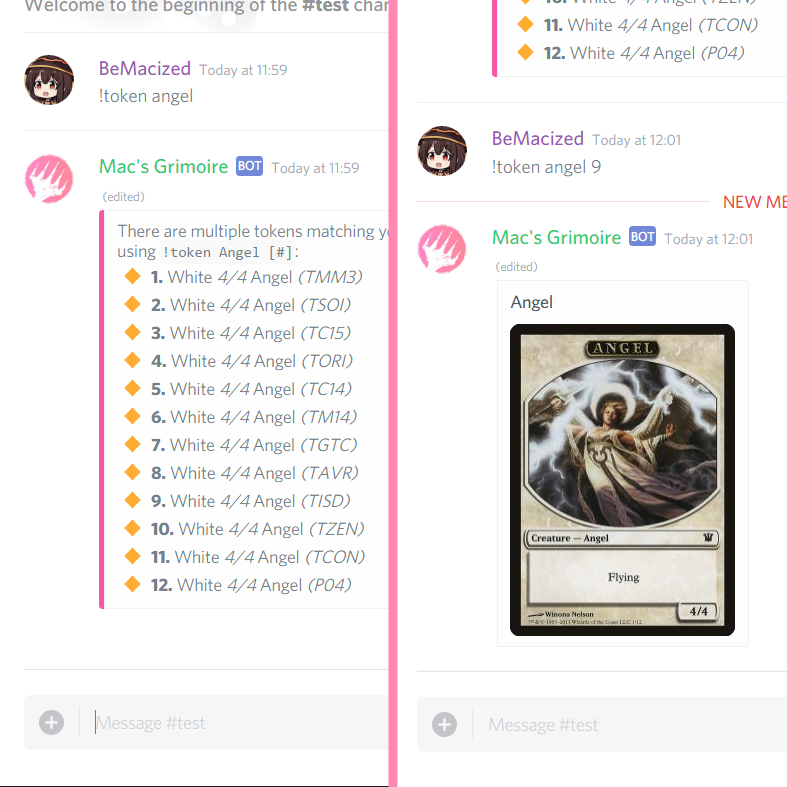 Welcome to the beginning of the #test chan
BeMacized Today at 11:59
!token angel
Mac's Grimoire BOT Today at 11:59
(edited)
There are multiple tokens matching yo
using !token Angel [#]:
1. White 4/4 Angel (TMM3)
2. White 4/4 Angel (TSOI)
3. White 4/4 Angel (TC15)
4. White 4/4 Angel (TORI)
5. White 4/4 Angel (TC14)
6. White 4/4 Angel (TM14)
7. White 4/4 Angel (TGTC)
8. White 4/4 Angel (TAVR)
9. White 4/4 Angel (TISD)
10. White 4/4 Angel (TZEN)
11. White 4/4 Angel (TCON)
12. White 4/4 Angel (P04)
Message #test
10. White 4/4 Angel (TZEN)
11. White 4/4 Angel (TCON)
12. White 4/4 Angel (P04)
BeMacized Today at 12:01
!token angel 9
NEW ME
Mac's Grimoire BOT Today at 12:01
(edited)
Angel
ANGEL
Creature — Angel
Flying
4/4
Winona Nelson
™ & © 1993–2011 Wizards of the Coast LLC 1/12
Message #test